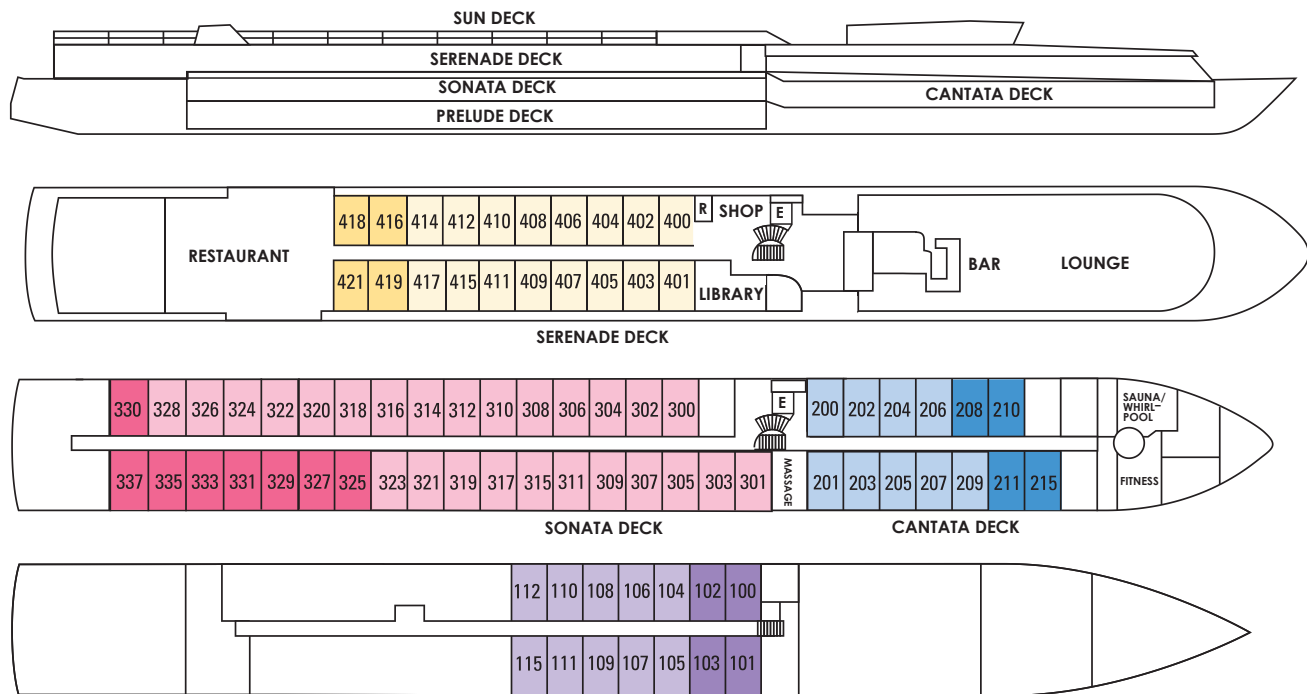 SUN DECK
SERENADE DECK
SONATA DECK
CANTATA DECK
PRELUDE DECK
418 416 414 412 410 408 406 404 402 400 R SHOP E
RESTAURANT BAR LOUNGE
421 419 417 415 411 409 407 405 403 401 LIBRARY
SERENADE DECK
330 328 326 324 322 320 318 316 314 312 310 308 306 304 302 300 E 200 202 204 206 208 210 SAUNA/
WHIRL–
POOL
337 335 333 331 329 327 325 323 321 319 317 315 311 309 307 305 303 301 MASSAGE 201 203 205 207 209 211 215 FITNESS
SONATA DECK CANTATA DECK
112 110 108 106 104 102 100
115 111 109 107 105 103 101